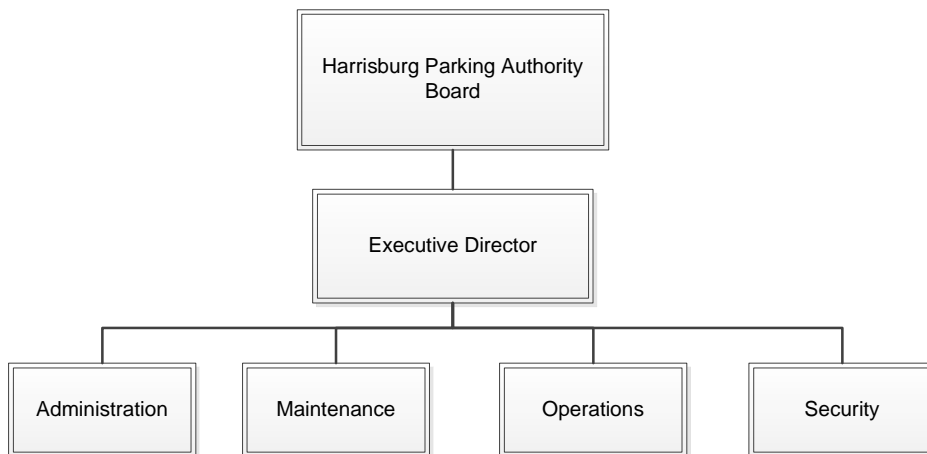 Harrisburg Parking Authority
Board
Executive Director
Administration
Maintenance
Operations
Security